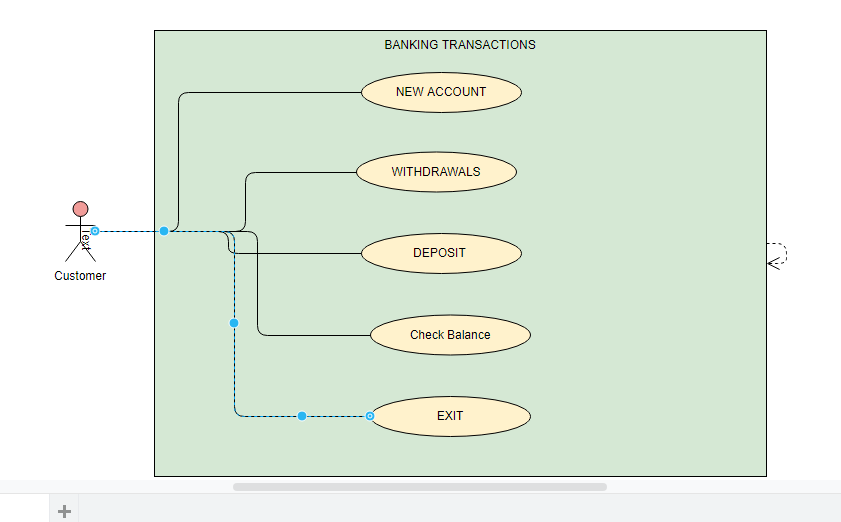 BANKING TRANSACTIONS
NEW ACCOUNT
WITHDRAWALS
DEPOSIT
Check Balance
EXIT
Customer